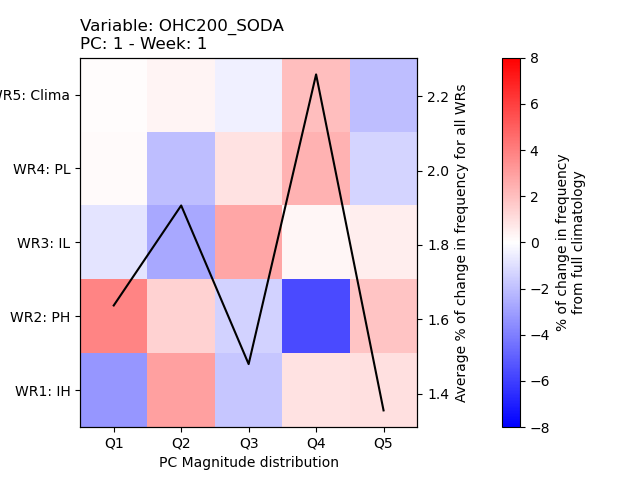 Variable: OHC200_SODA
PC: 1 - Week: 1
R5: Clima
WR4: PL
WR3: IL
WR2: PH
WR1: IH
Q1 Q2 Q3 Q4 Q5
PC Magnitude distribution
2.2
2.0
1.8
1.6
1.4
Average % of change in frequency for all WRs
8
6
4
2
0
−2
−4
−6
−8
% of change in frequency
from full climatology